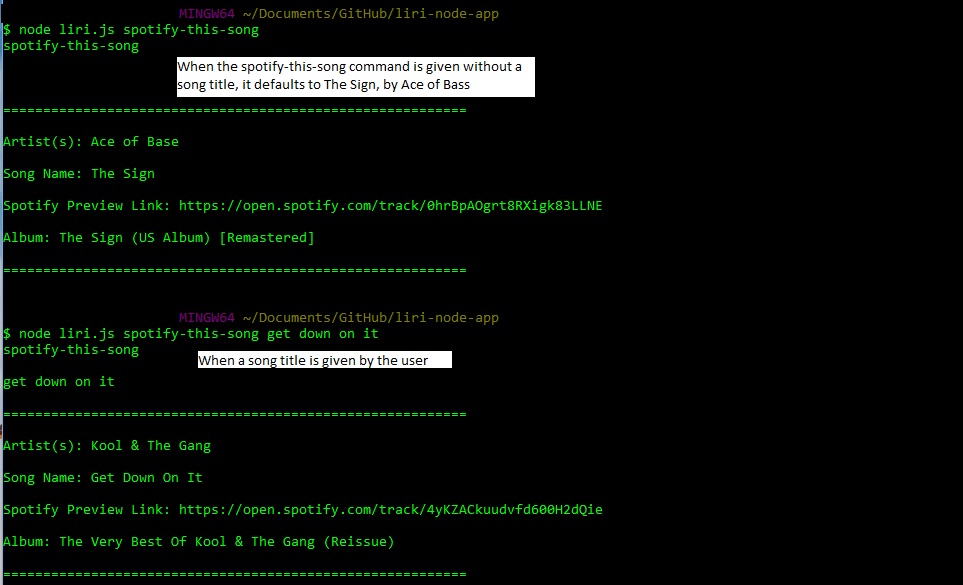 MINGW64 ~/Documents/GitHub/liri-node-app
$ node liri.js spotify-this-song
spotify-this-song
When the spotify-this-song command is given without a
song title, it defaults to The Sign, by Ace of Bass
==========================================================
Artist(s): Ace of Base
Song Name: The Sign
Spotify Preview Link: https://open.spotify.com/track/0hrBpAOgrt8RXigk83LLNE
Album: The Sign (US Album) [Remastered]
==========================================================
MINGW64 ~/Documents/GitHub/liri-node-app
$ node liri.js spotify-this-song get down on it
spotify-this-song
When a song title is given by the user
get down on it
==========================================================
Artist(s): Kool & The Gang
Song Name: Get Down On It
Spotify Preview Link: https://open.spotify.com/track/4yKZACkuudvfd600H2dQie
Album: The Very Best Of Kool & The Gang (Reissue)
==========================================================